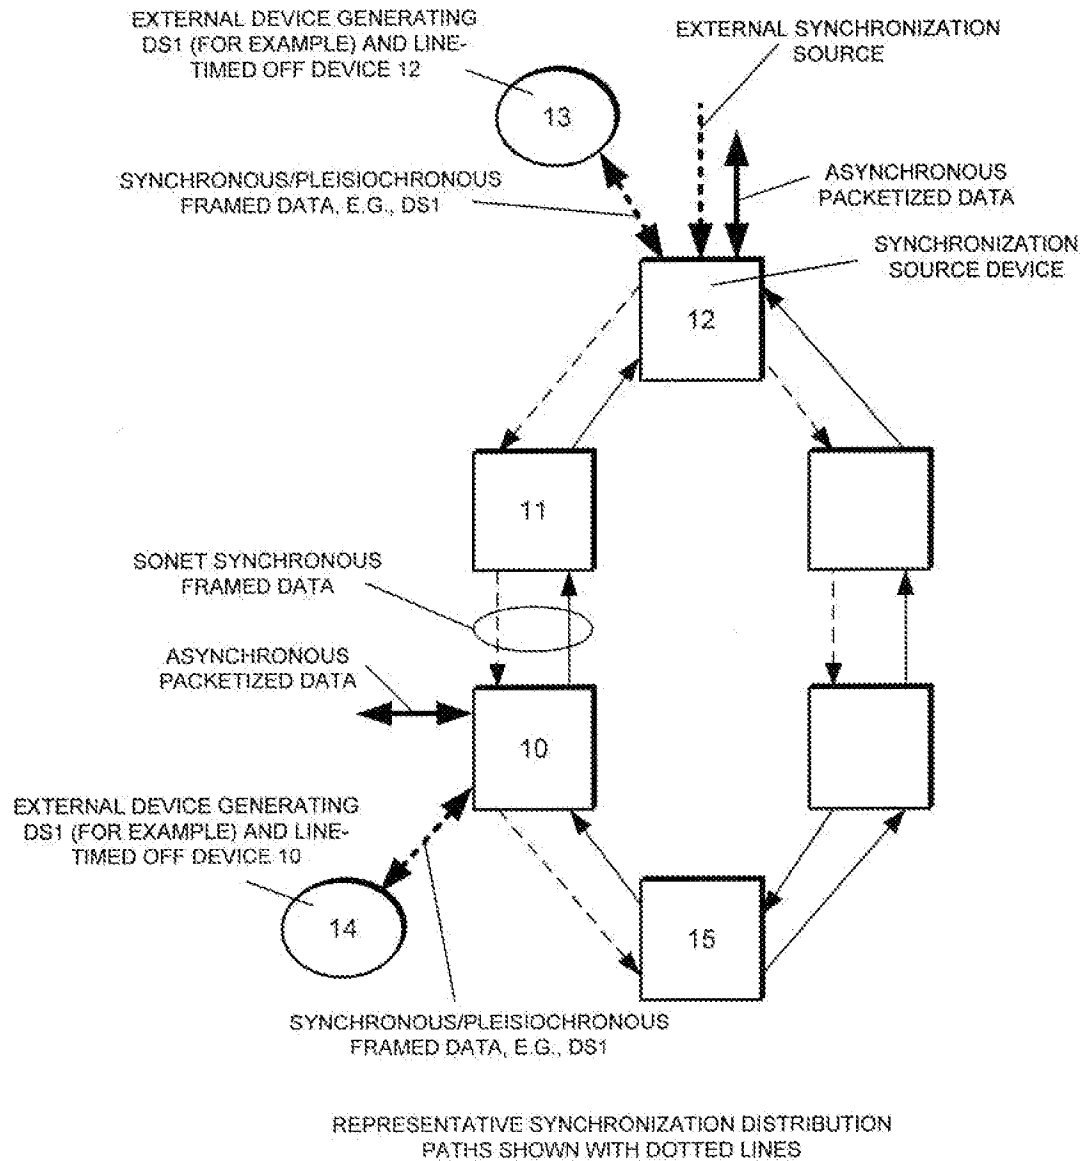 EXTERNAL DEVICE GENERATING
DS1 (FOR EXAMPLE) AND LINE-
TIMED OFF DEVICE 12
EXTERNAL SYNCHRONIZATION
SOURCE
13
SYNCHRONOUS/PLEISIOCHRONOUS
FRAMED DATA, E.G., DS1
ASYNCHRONOUS
PACKETIZED DATA
SYNCHRONIZATION
SOURCE DEVICE
12
11
SONET SYNCHRONOUS
FRAMED DATA
ASYNCHRONOUS
PACKETIZED DATA
10
EXTERNAL DEVICE GENERATING
DS1 (FOR EXAMPLE) AND LINE-
TIMED OFF DEVICE 10
14
15
SYNCHRONOUS/PLEISIOCHRONOUS
FRAMED DATA, E.G., DS1
REPRESENTATIVE SYNCHRONIZATION DISTRIBUTION
PATHS SHOWN WITH DOTTED LINES